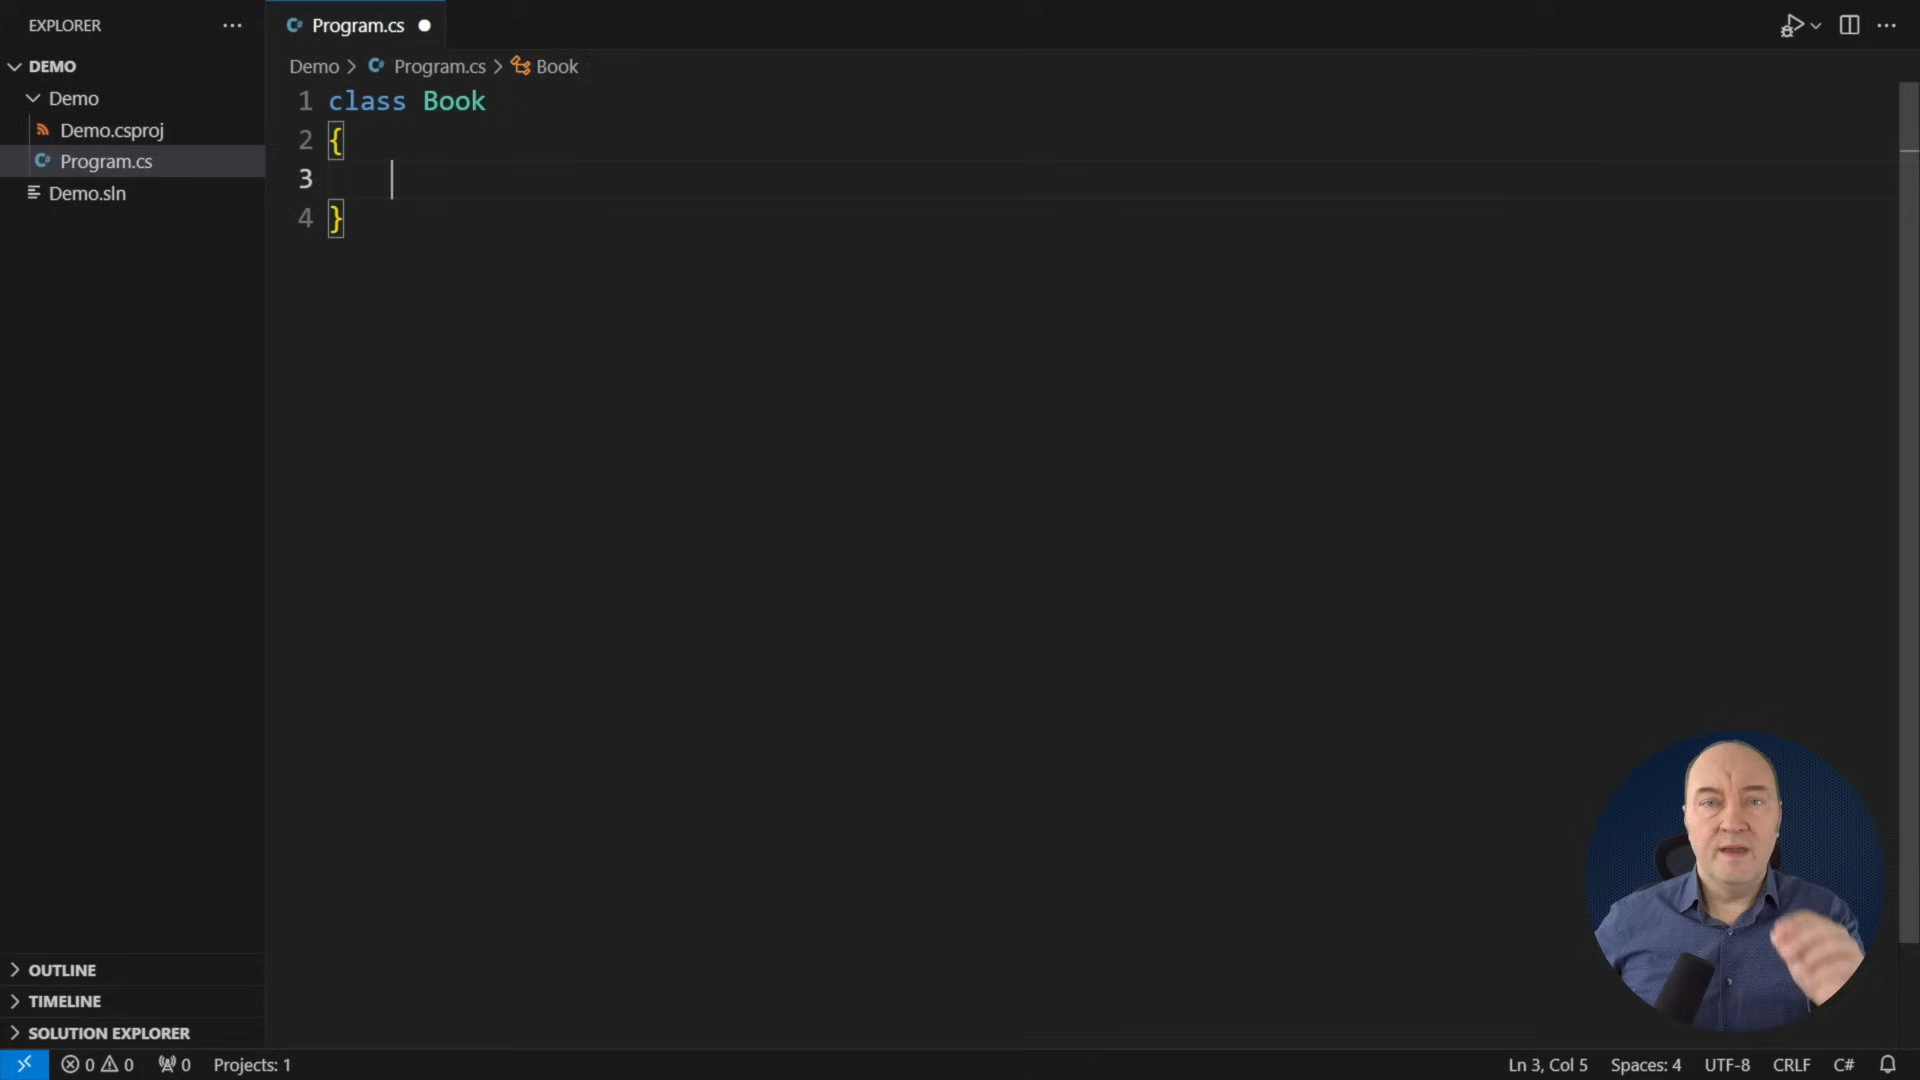 EXPLORER
DEMO
Demo
Demo.csproj
Program.cs
Demo.sln
OUTLINE
TIMELINE
SOLUTION EXPLORER
Program.cs
Demo > Program.cs > Book
1 class Book
2 {
3
4 }
0 0 0 Projects: 1
Ln 3, Col 5 Spaces: 4 UTF-8 CRLF C#